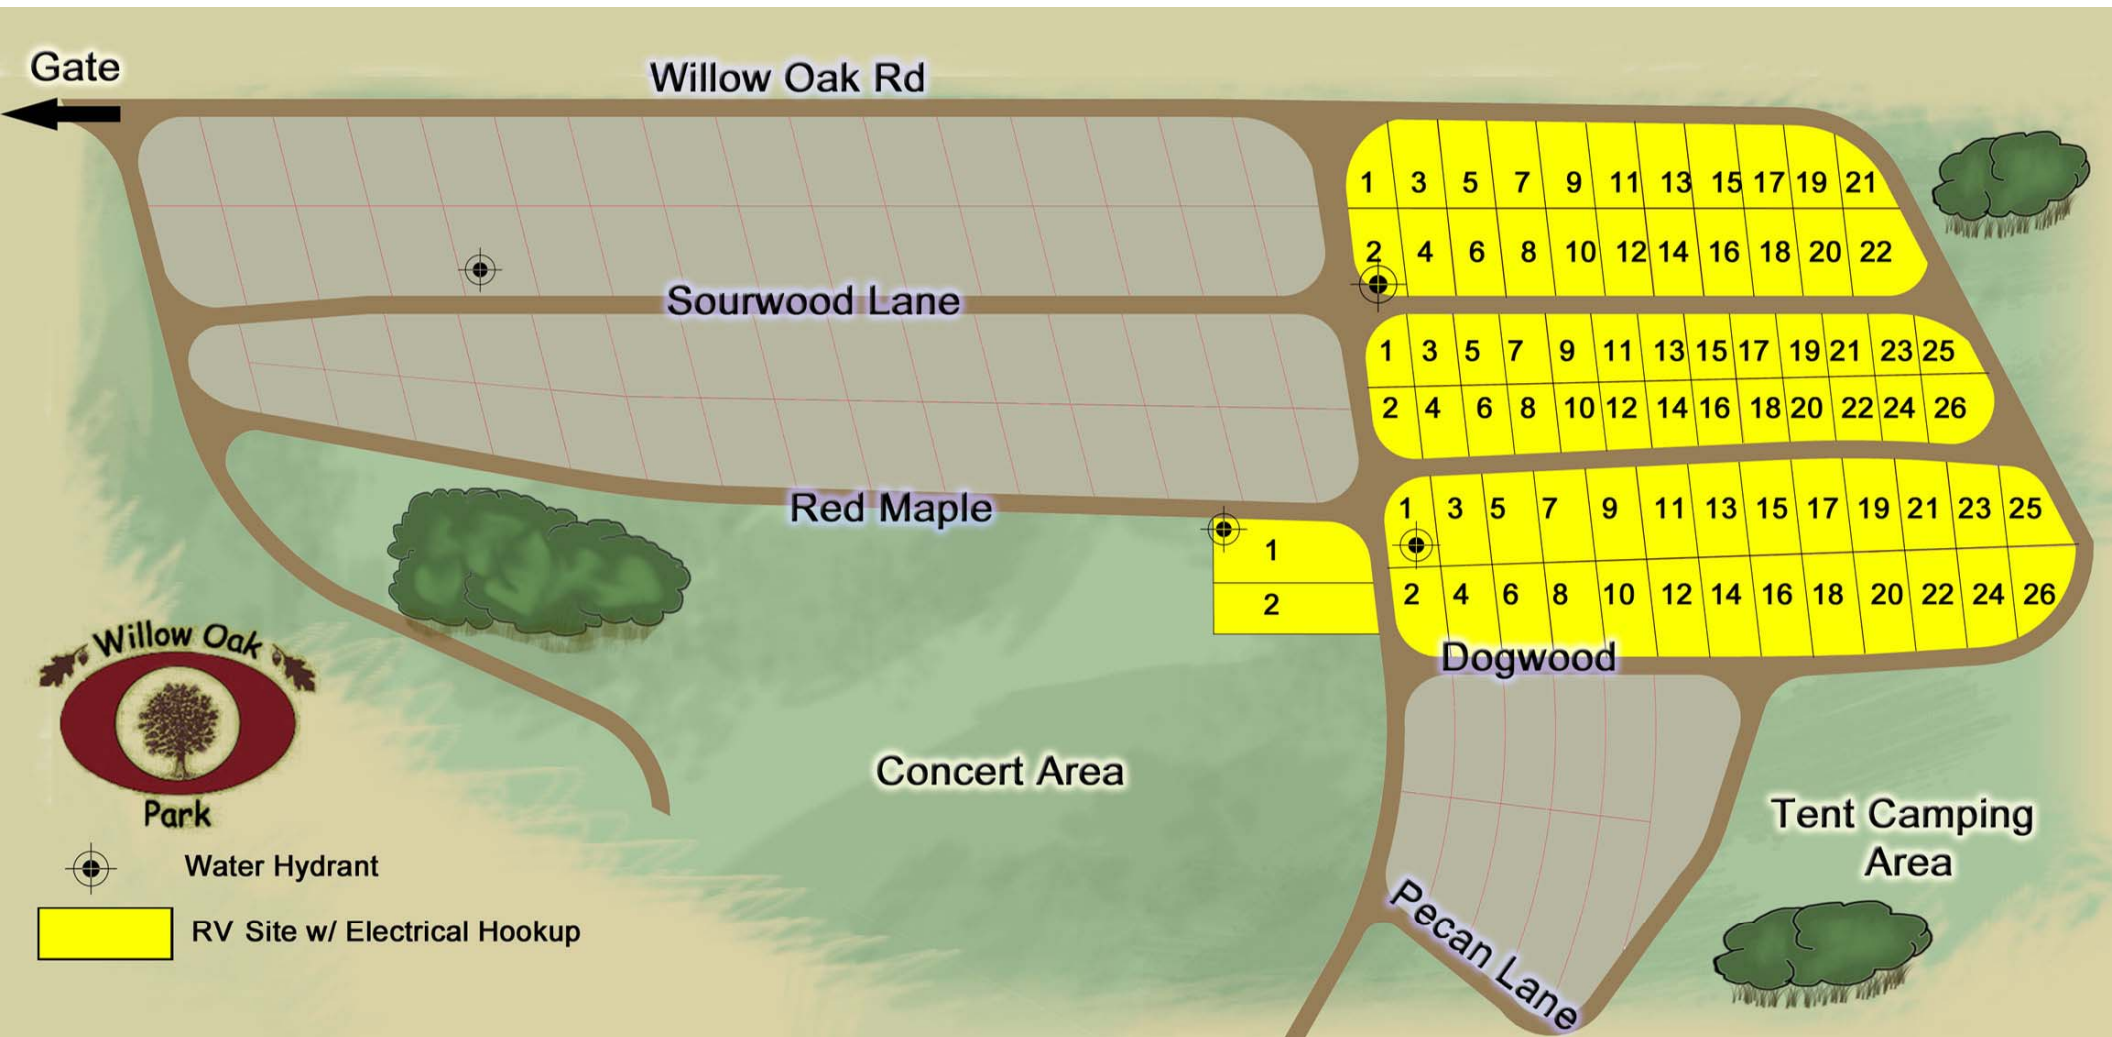 Gate
Willow Oak Rd
1 3 5 7 9 11 13 15 17 19 21
2 4 6 8 10 12 14 16 18 20 22
Sourwood Lane
1 3 5 7 9 11 13 15 17 19 21 23 25
2 4 6 8 10 12 14 16 18 20 22 24 26
Red Maple
1
2
1 3 5 7 9 11 13 15 17 19 21 23 25
2 4 6 8 10 12 14 16 18 20 22 24 26
Dogwood
Willow Oak
Park
Concert Area
Tent Camping
Area
Pecan Lane
Water Hydrant
RV Site w/ Electrical Hookup